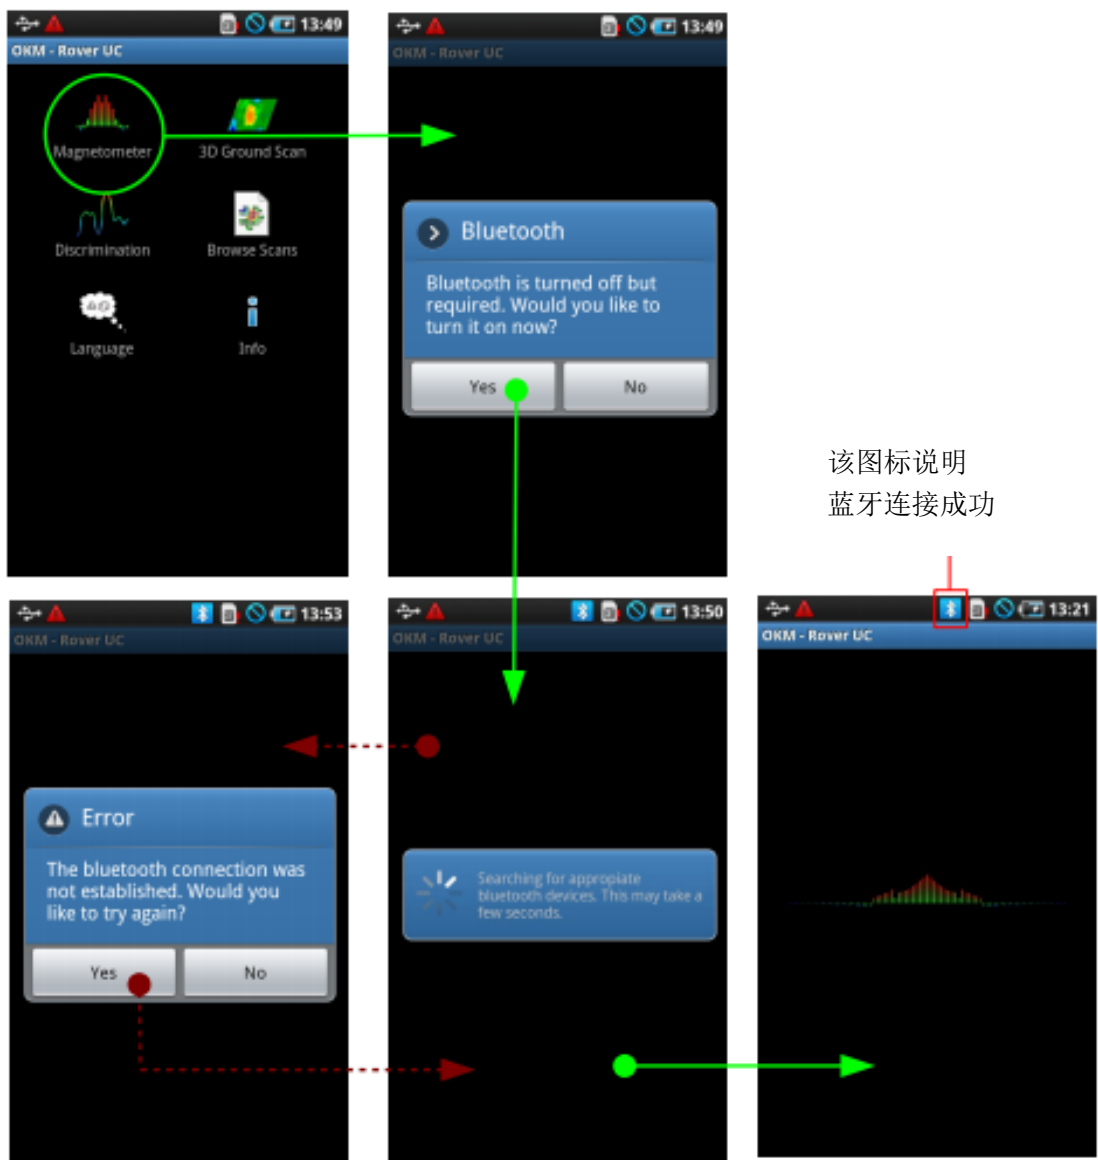 13:49
OKM - Rover UC
Magnetometer
3D Ground Scan
Discrimination
Browse Scans
Language
Info
13:49
OKM - Rover UC
Bluetooth
Bluetooth is turned off but
required. Would you like to
turn it on now?
Yes
No
该图标说明
蓝牙连接成功
13:53
OKM - Rover UC
Error
The bluetooth connection was
not established. Would you
like to try again?
Yes
No
13:50
OKM - Rover UC
Searching for appropiate
bluetooth devices. This may take a
few seconds.
13:21
OKM - Rover UC